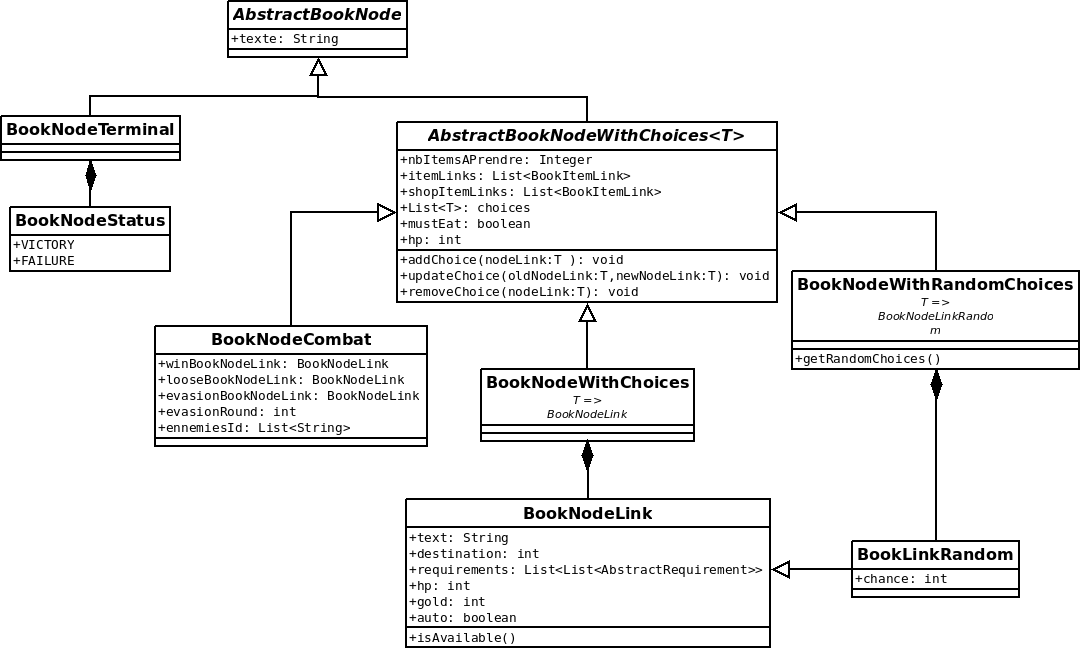 AbstractBookNode
+texte: String
BookNodeTerminal
BookNodeStatus
+VICTORY
+FAILURE
AbstractBookNodeWithChoices<T>
+nbItemsAPrendre: Integer
+itemLinks: List<BookItemLink>
+shopItemLinks: List<BookItemLink>
+List<T>: choices
+mustEat: boolean
+hp: int
+addChoice(nodeLink:T ): void
+updateChoice(oldNodeLink:T,newNodeLink:T): void
+removeChoice(nodeLink:T): void
BookNodeWithRandomChoices
T =>
BookNodeLinkRando
m
+getRandomChoices()
BookNodeCombat
+winBookNodeLink: BookNodeLink
+looseBookNodeLink: BookNodeLink
+evasionBookNodeLink: BookNodeLink
+evasionRound: int
+ennemiesId: List<String>
BookNodeWithChoices
T =>
BookNodeLink
BookNodeLink
+text: String
+destination: int
+requirements: List<List<AbstractRequirement>>
+hp: int
+gold: int
+auto: boolean
+isAvailable()
BookLinkRandom
+chance: int